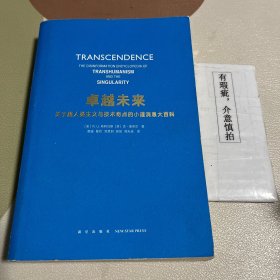 TRANSCENDENCE
THE DISINFORMATION ENCYCLOPEDIA OF
TRANSHUMANISM
AND THE
SINGULARITY
卓越未来
关于超人类主义与技术奇点的小道消息大百科
新星出版社 NEW STAR PRESS
有瑕疵，介意慎拍